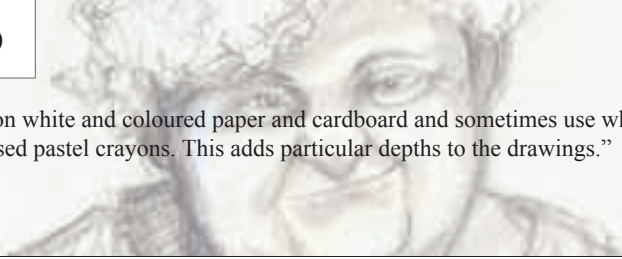 on white and coloured paper and cardboard and sometimes use
sed pastel crayons. This adds particular depths to the drawings.”